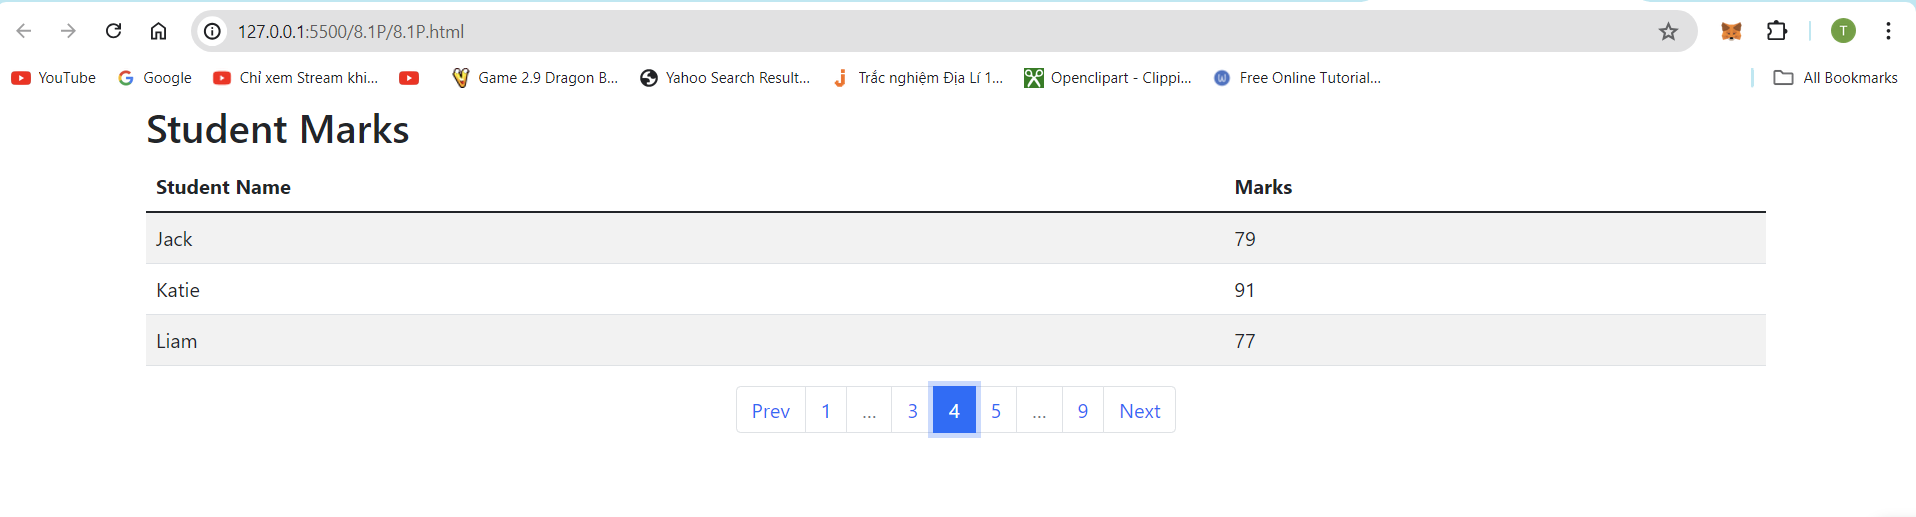 127.0.0.1:5500/8.1P/8.1P.html
T
YouTube Google Chỉ xem Stream khi... Game 2.9 Dragon B... Yahoo Search Result... Trắc nghiệm Địa Lí 1... Openclipart - Clippi... Free Online Tutorial... All Bookmarks
Student Marks
Student Name Marks
Jack 79
Katie 91
Liam 77
Prev 1 ... 3 4 5 ... 9 Next